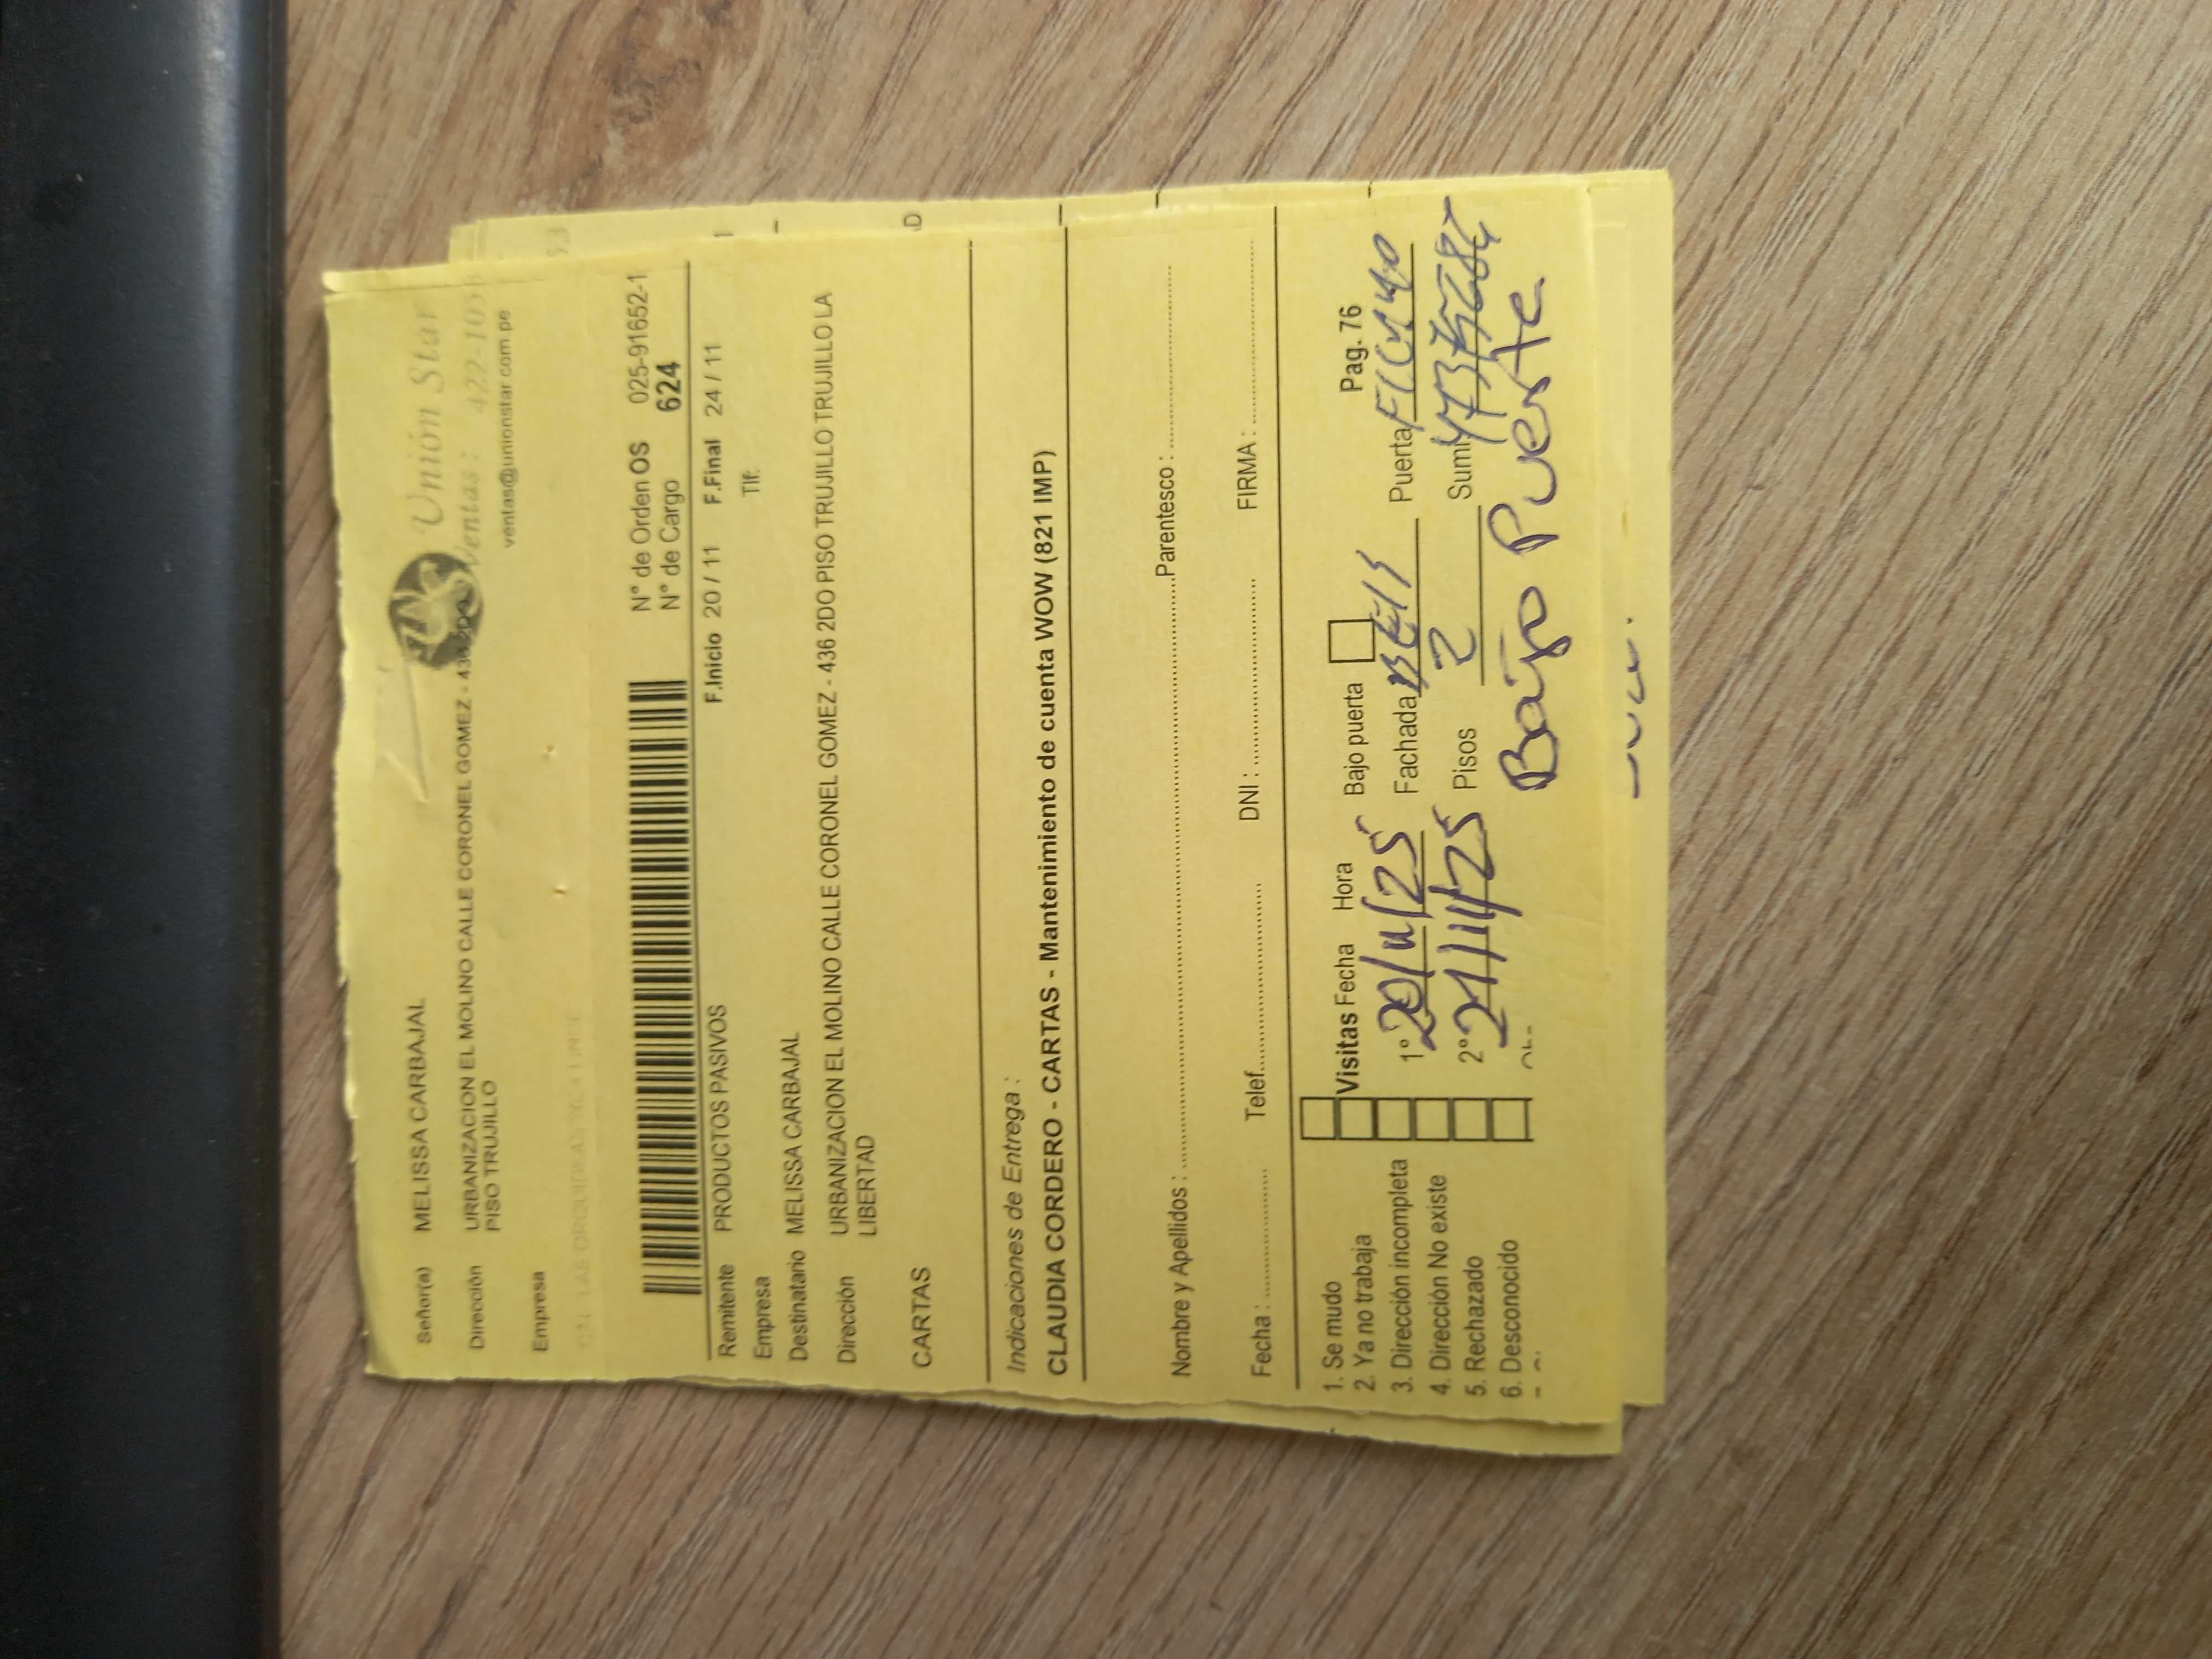 Señor(a) MELISSA CARBAJAL
Unión Star
Dirección URBANIZACION EL MOLINO CALLE CORONEL GOMEZ - 436 2DO
Ventas : 422-105
PISO TRUJILLO
ventas@unionstar.com.pe
Empresa
53
N° de Orden OS 025-91652-1
N° de Cargo 624
Remitente PRODUCTOS PASIVOS F.Inicio 20 / 11 F.Final 24 / 11
Empresa Tlf.
Destinatario MELISSA CARBAJAL
Dirección URBANIZACION EL MOLINO CALLE CORONEL GOMEZ - 436 2DO PISO TRUJILLO TRUJILLO LA
LIBERTAD
CARTAS
D
Indicaciones de Entrega :
CLAUDIA CORDERO - CARTAS - Mantenimiento de cuenta WOW (821 IMP)
Nombre y Apellidos : Parentesco :
Fecha : Telef. DNI : FIRMA :
1. Se mudo
2. Ya no trabaja
3. Dirección incompleta
4. Dirección No existe
5. Rechazado
6. Desconocido
Visitas Fecha Hora
1° 20/11/25
2° 21/11/25
Bajo puerta Pag. 76
Fachada Puerta
Pisos 2 Sumi
Bajo Puerta